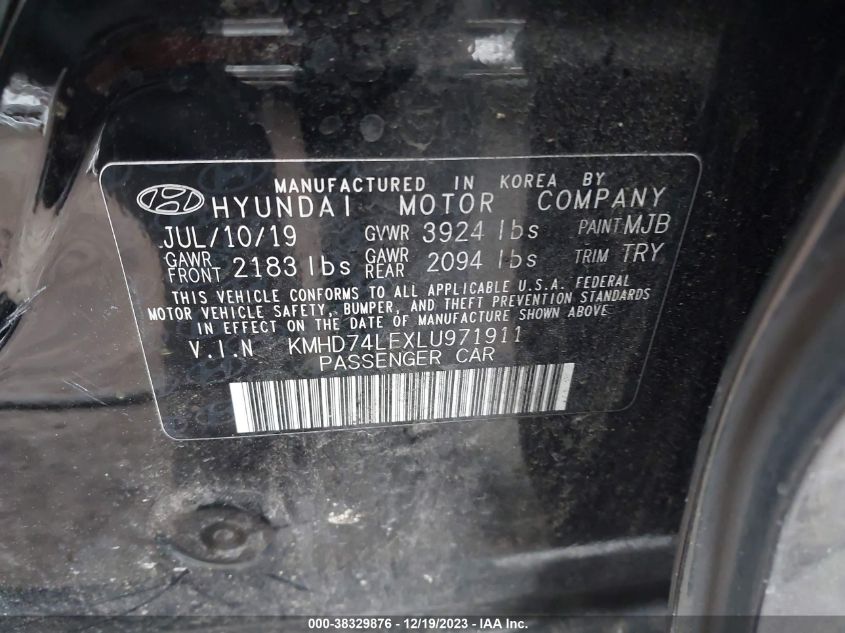 MANUFACTURED IN KOREA BY
HYUNDAI MOTOR COMPANY
JUL/10/19 GVWR 3924 lbs PAINT MJB
GAWR FRONT 2183 lbs GAWR REAR 2094 lbs TRIM TRY
THIS VEHICLE CONFORMS TO ALL APPLICABLE U.S.A. FEDERAL
MOTOR VEHICLE SAFETY, BUMPER, AND THEFT PREVENTION STANDARDS
IN EFFECT ON THE DATE OF MANUFACTURE SHOWN ABOVE
V.I.N KMHD74LEXLU971911
PASSENGER CAR
000-38329876 - 12/19/2023 - IAA Inc.